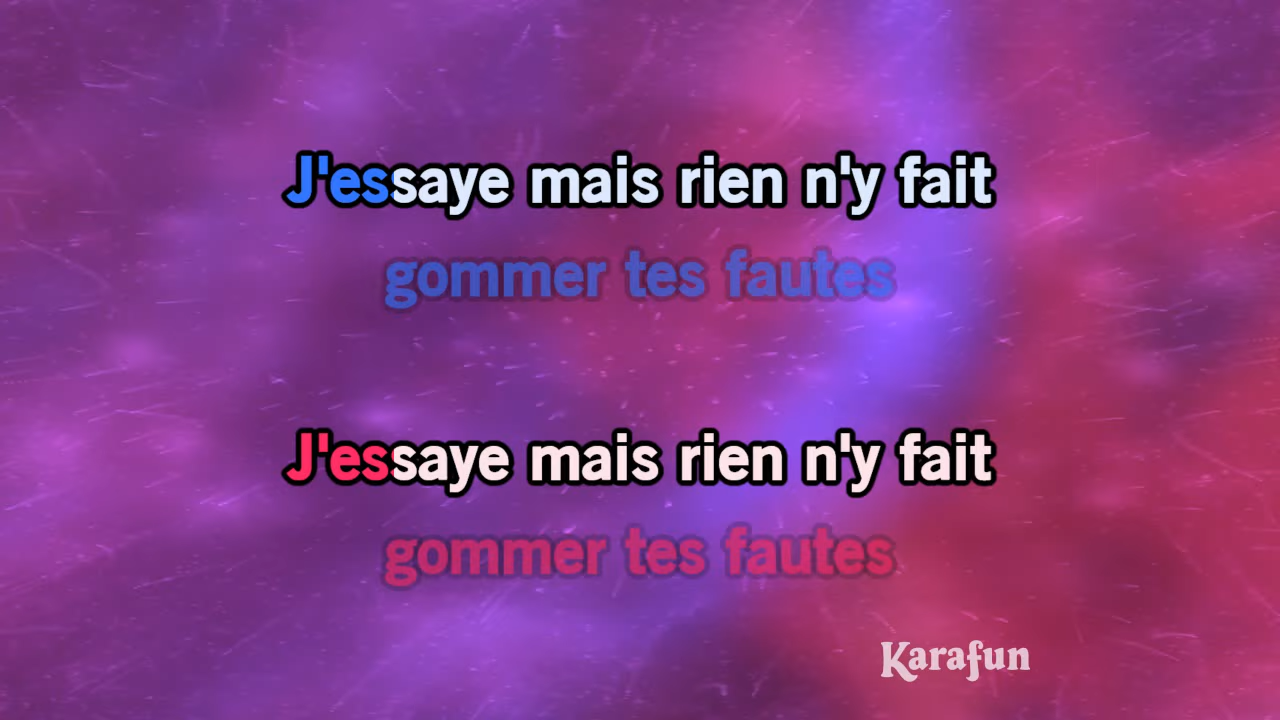 J'essaye mais rien n'y fait
gommer tes fautes
J'essaye mais rien n'y fait
gommer tes fautes
Karafun